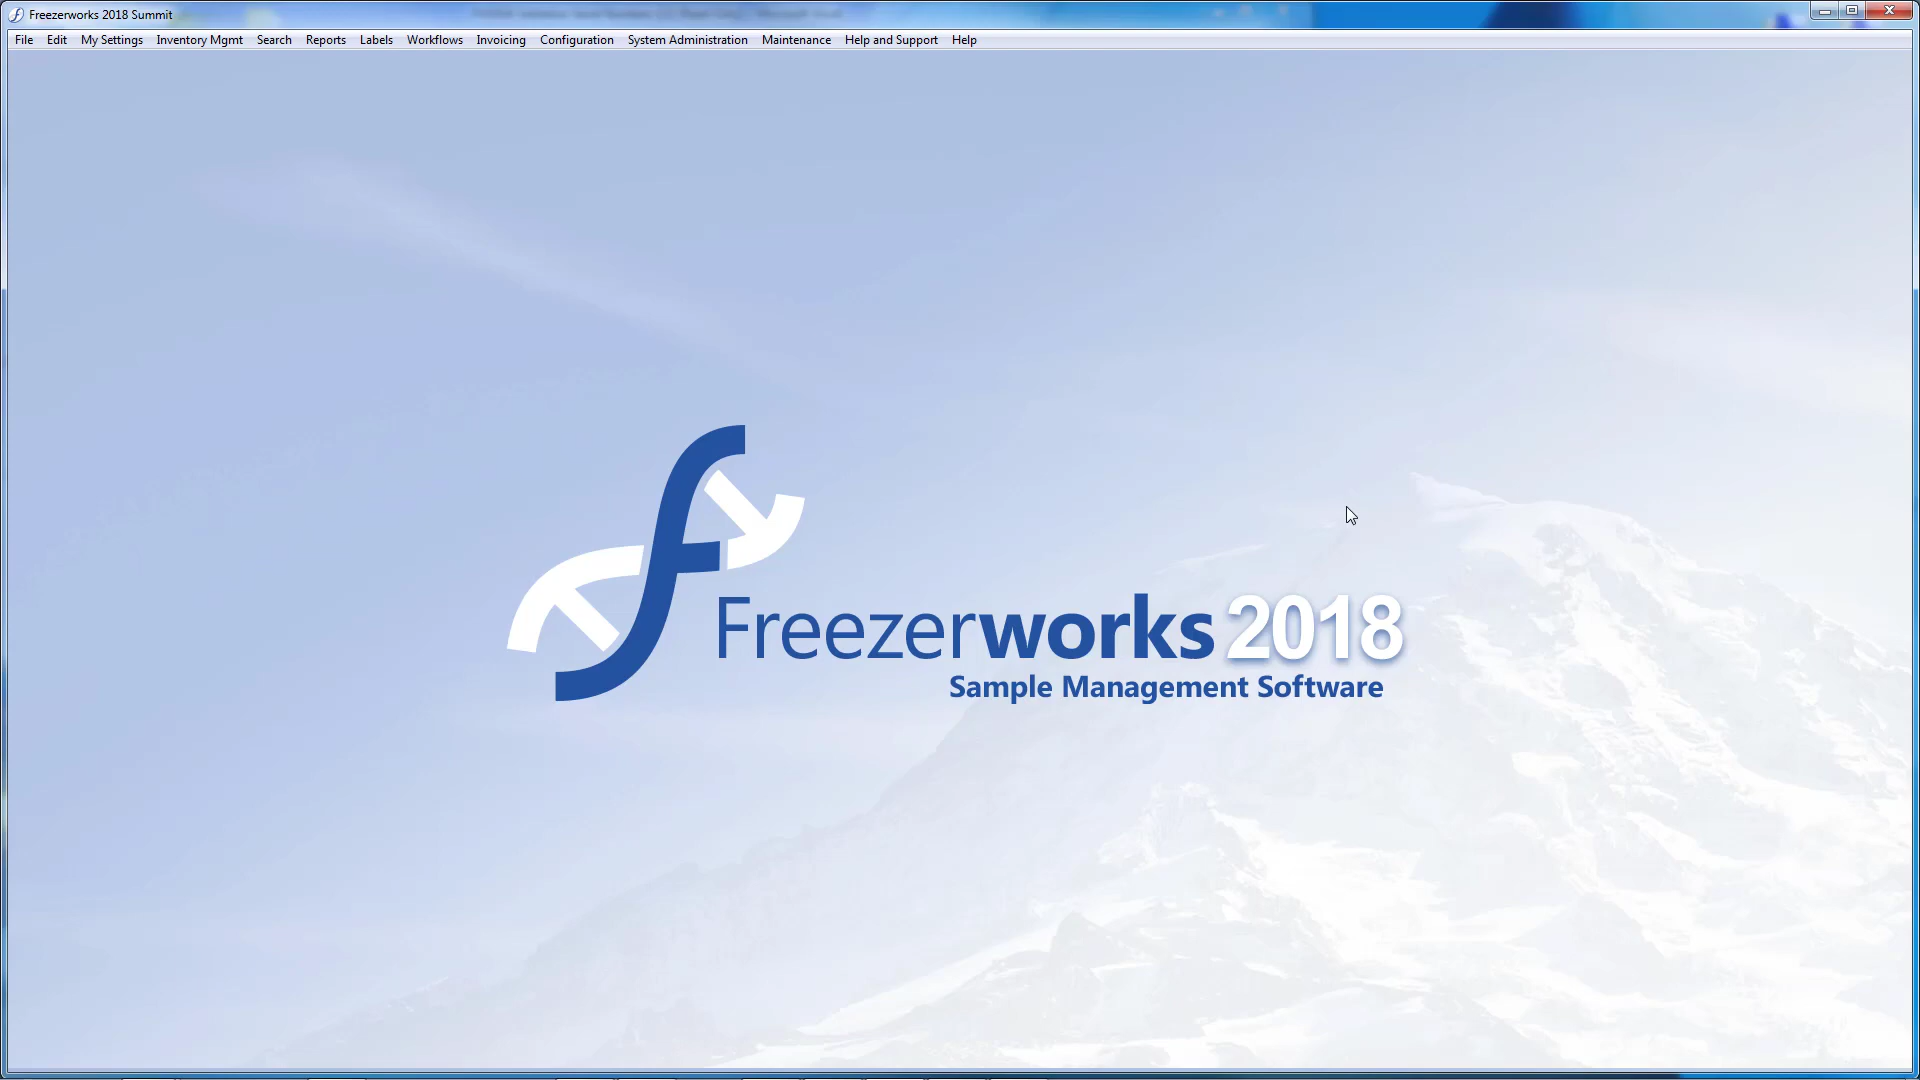 Freezerworks 2018 Summit
File Edit My Settings Inventory Mgmt Search Reports Labels Workflows Invoicing Configuration System Administration Maintenance Help and Support Help
Freezerworks 2018
Sample Management Software